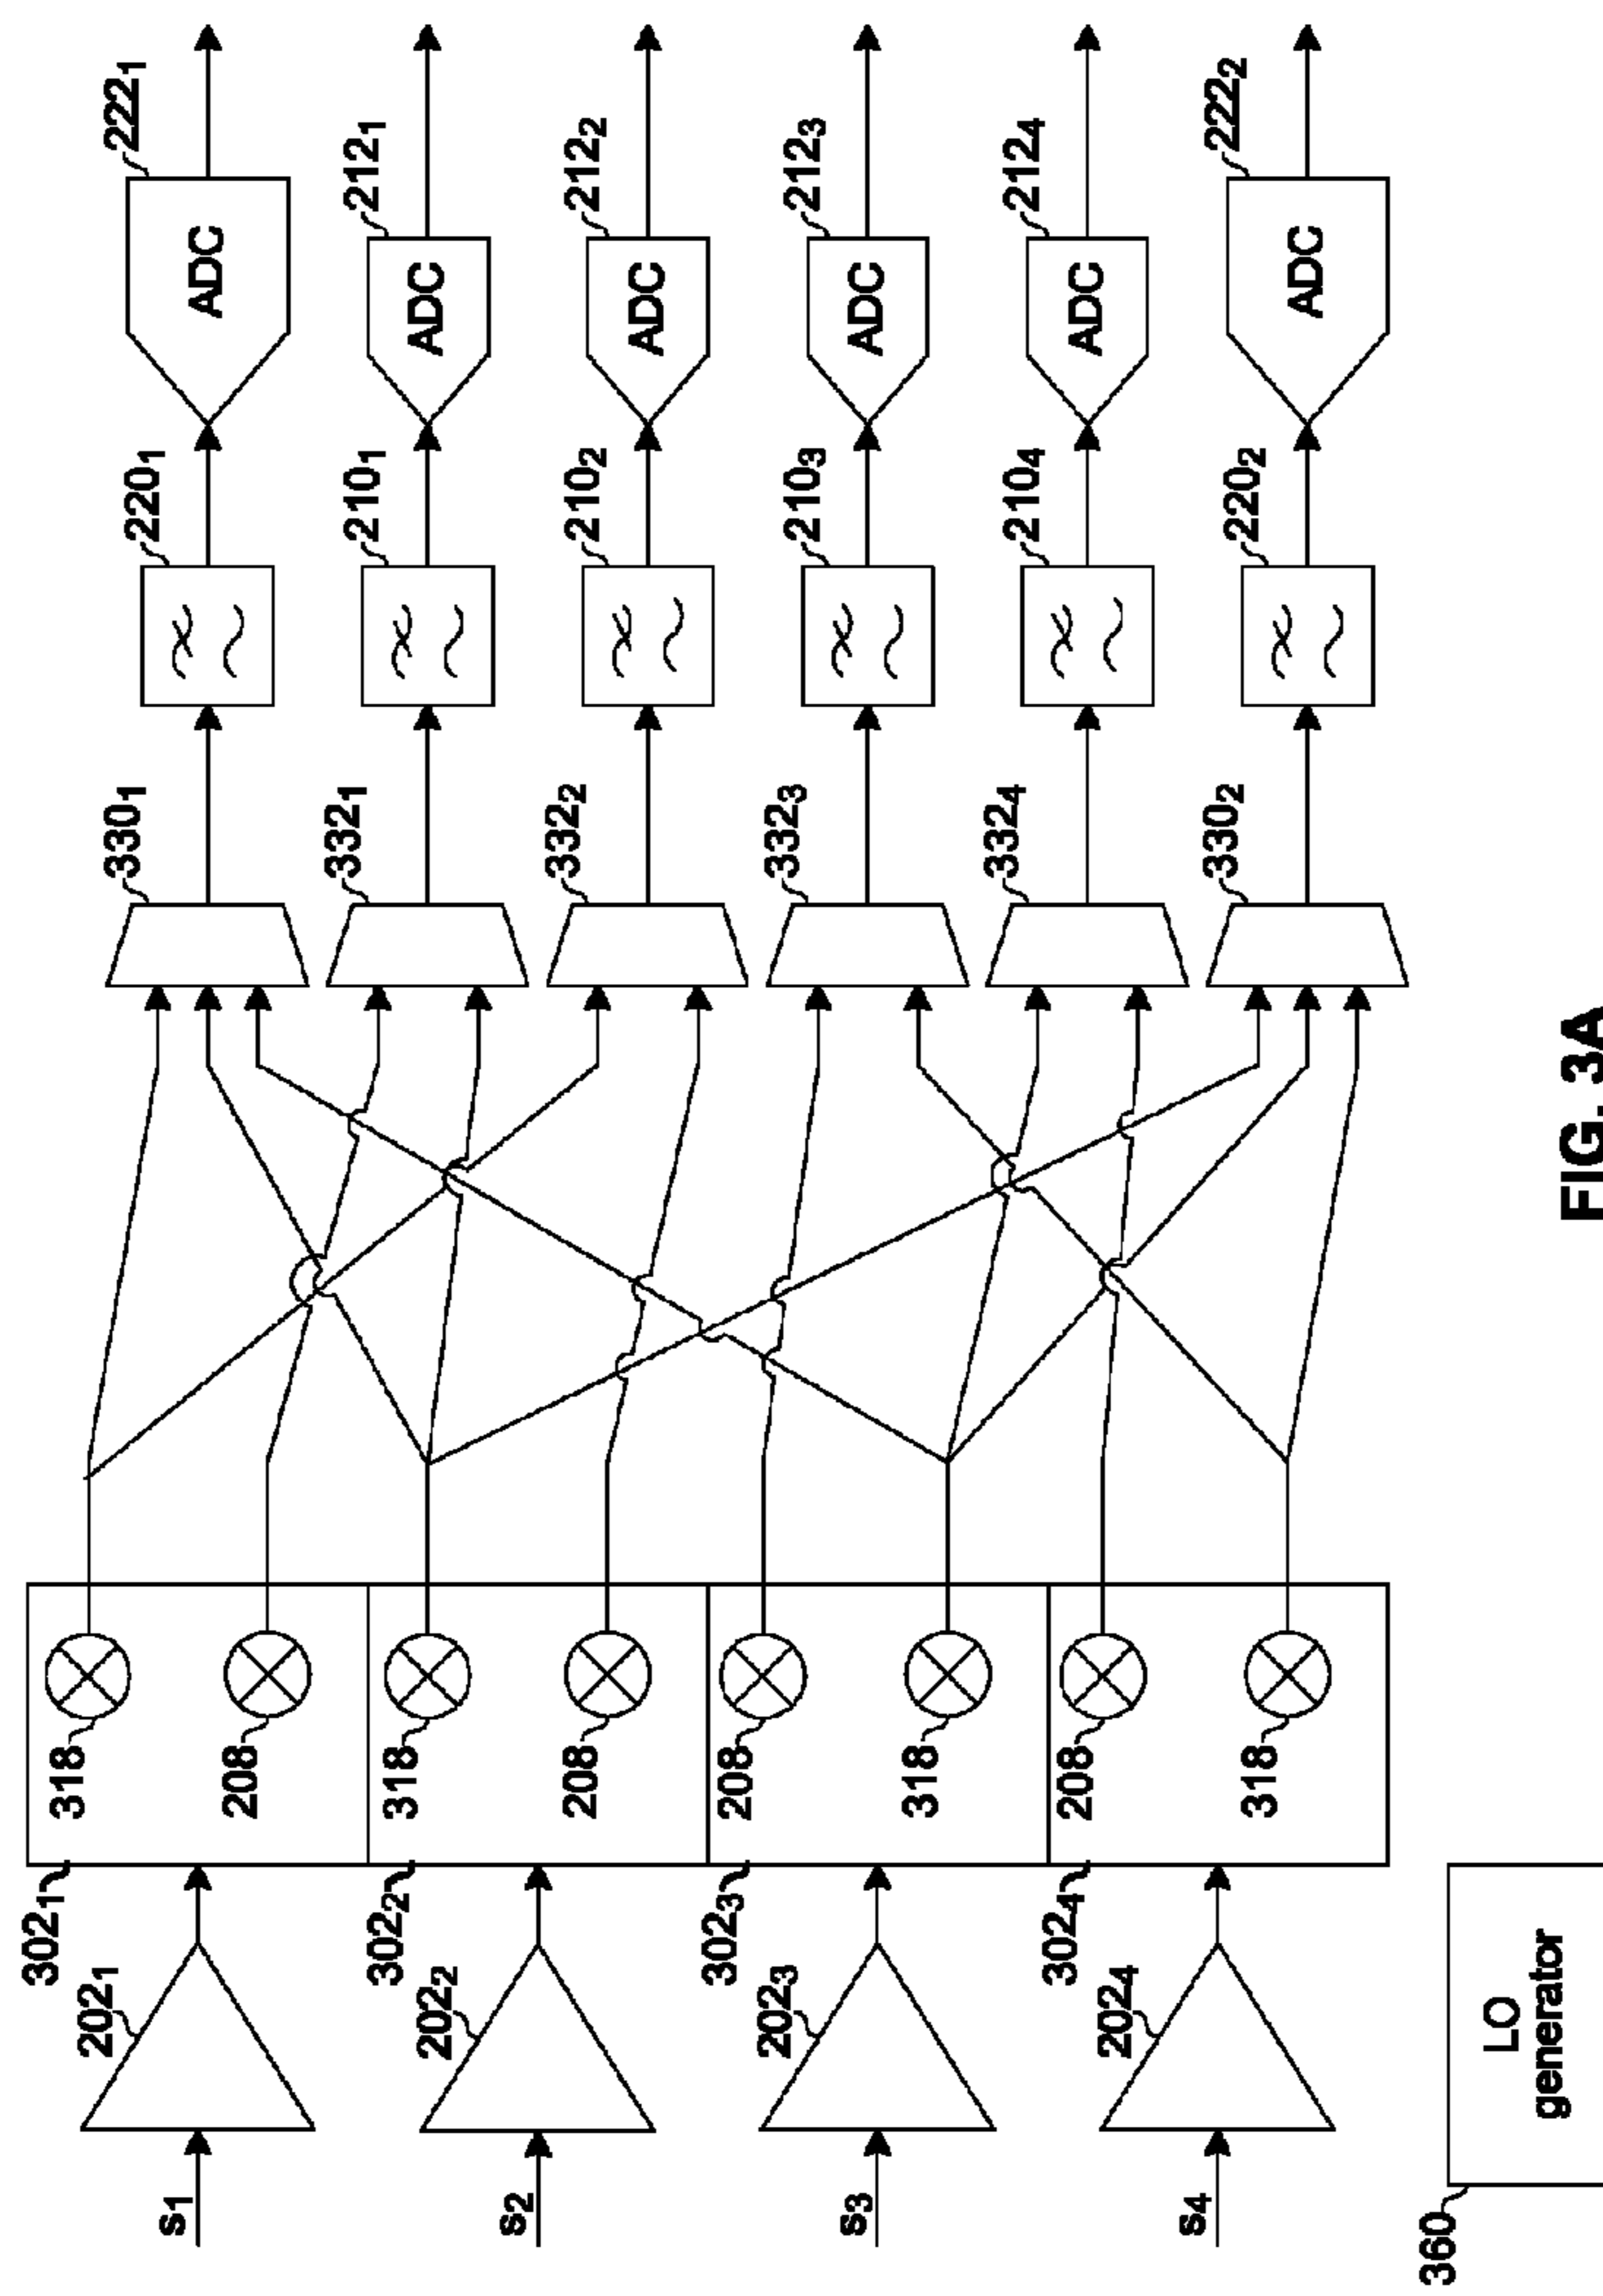 s1
s2
s3
s4
202₁
202₂
202₃
202₄
302₁
302₂
302₃
302₄
318
208
318
208
208
318
208
318
330₁
332₁
332₂
332₃
332₄
330₂
220₁
210₁
210₂
210₃
210₄
220₂
222₁
212₁
212₂
212₃
212₄
222₂
ADC
ADC
ADC
ADC
ADC
ADC
360
LO
generator
FIG. 3A